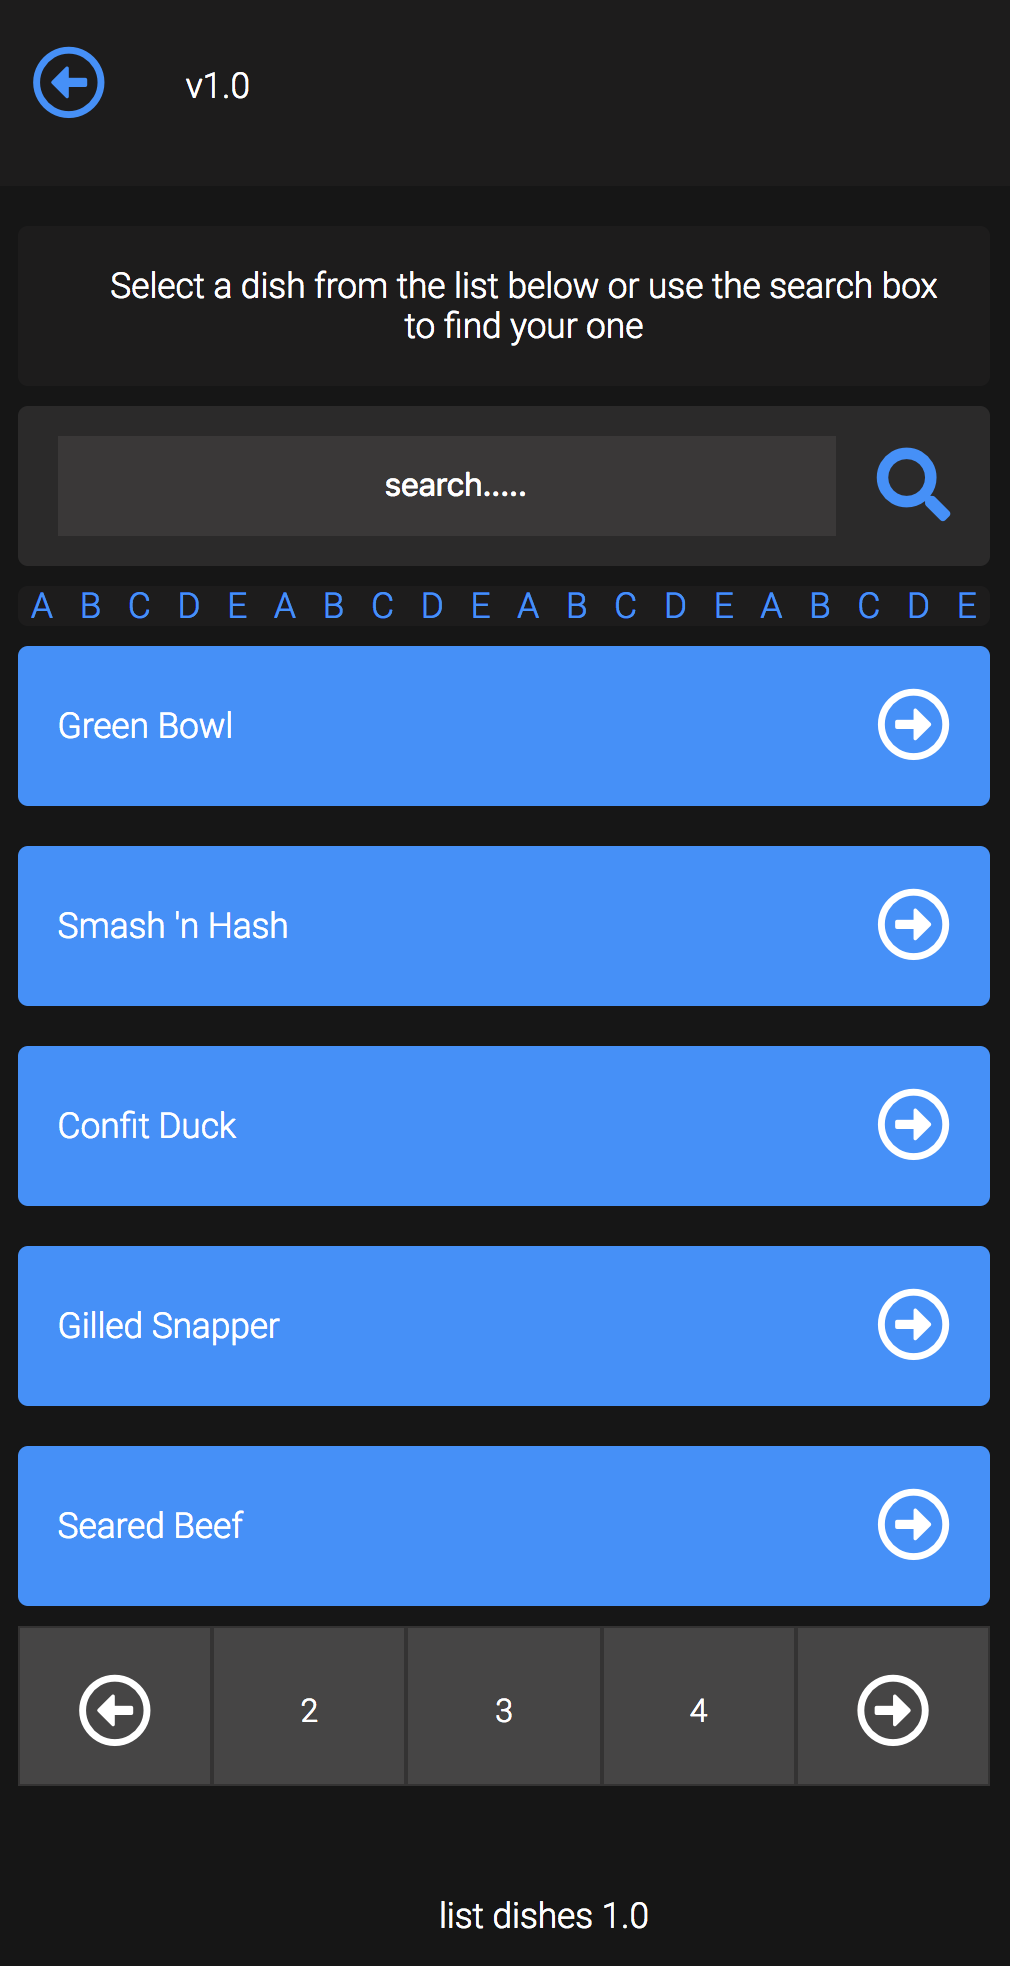 v1.0
Select a dish from the list below or use the search box
to find your one
search.....
A B C D E A B C D E A B C D E A B C D E
Green Bowl
Smash 'n Hash
Confit Duck
Gilled Snapper
Seared Beef
2 3 4
list dishes 1.0